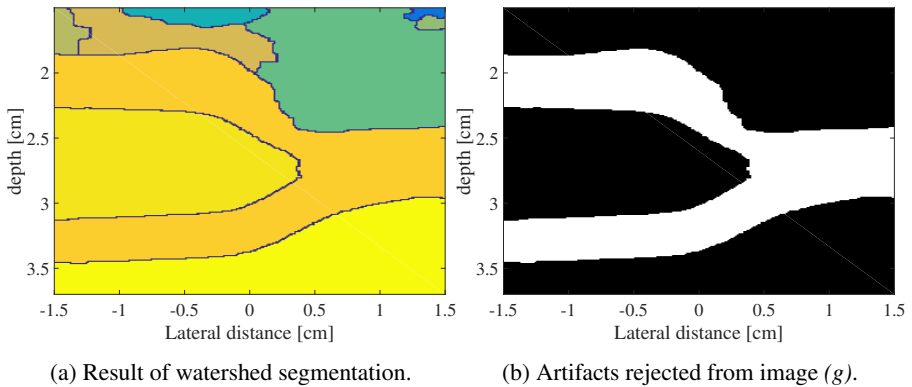 2
2.5
3
3.5
depth [cm]
-1.5 -1 -0.5 0 0.5 1 1.5
Lateral distance [cm]
(a) Result of watershed segmentation.
2
2.5
3
3.5
depth [cm]
-1.5 -1 -0.5 0 0.5 1 1.5
Lateral distance [cm]
(b) Artifacts rejected from image (g).